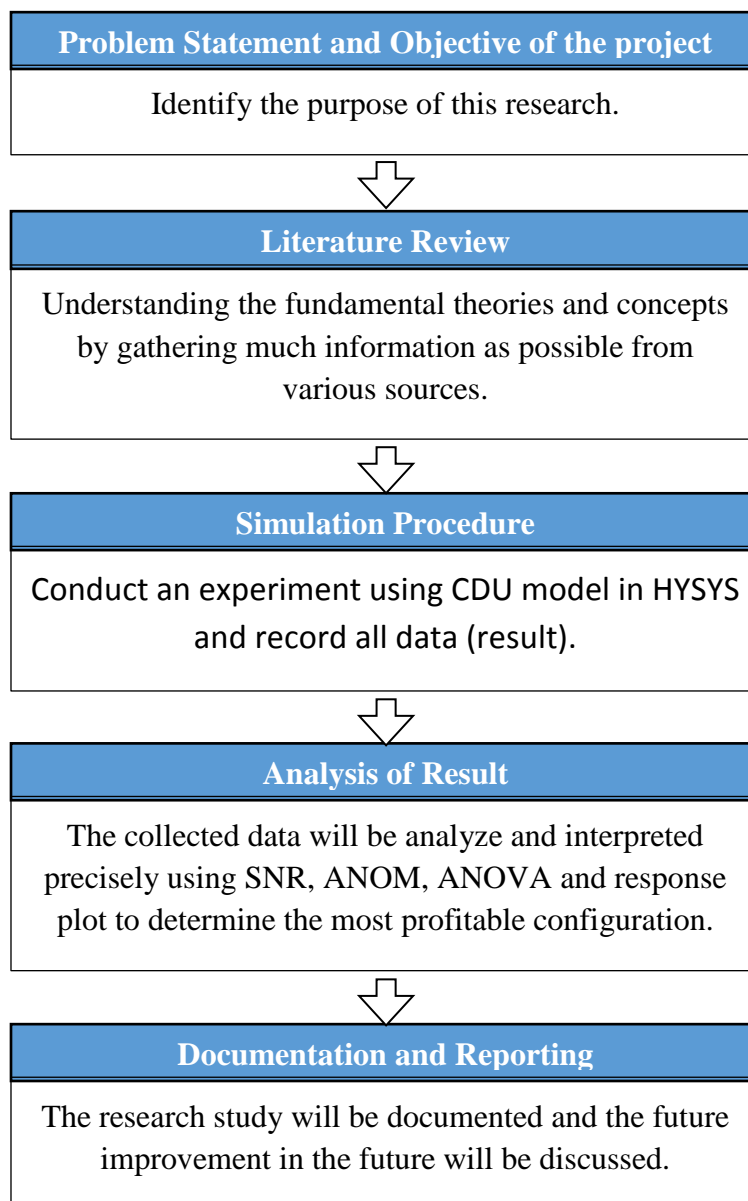 Problem Statement and Objective of the project
Identify the purpose of this research.
Literature Review
Understanding the fundamental theories and concepts
by gathering much information as possible from
various sources.
Simulation Procedure
Conduct an experiment using CDU model in HYSYS
and record all data (result).
Analysis of Result
The collected data will be analyze and interpreted
precisely using SNR, ANOM, ANOVA and response
plot to determine the most profitable configuration.
Documentation and Reporting
The research study will be documented and the future
improvement in the future will be discussed.